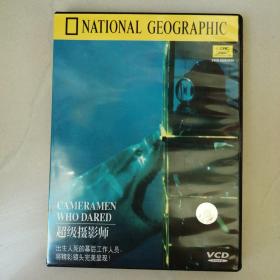 NATIONAL GEOGRAPHIC
CAMERAMEN
WHO DARED
超级摄影师
出生入死的幕后工作人员，
将精彩镜头完美呈现！
VCD